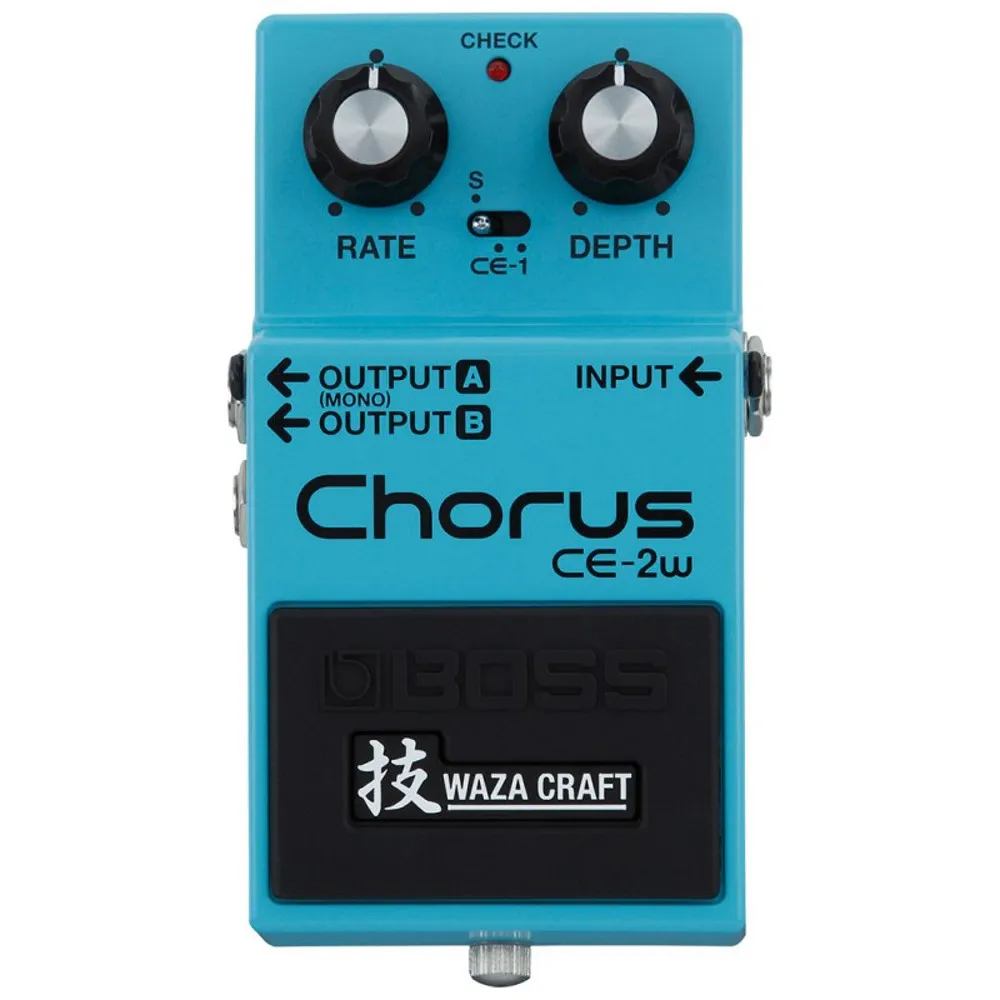 CHECK
S
RATE
DEPTH
CE-1
OUTPUT A
(MONO)
OUTPUT B
INPUT
Chorus
CE-2w
BOSS
技 WAZA CRAFT